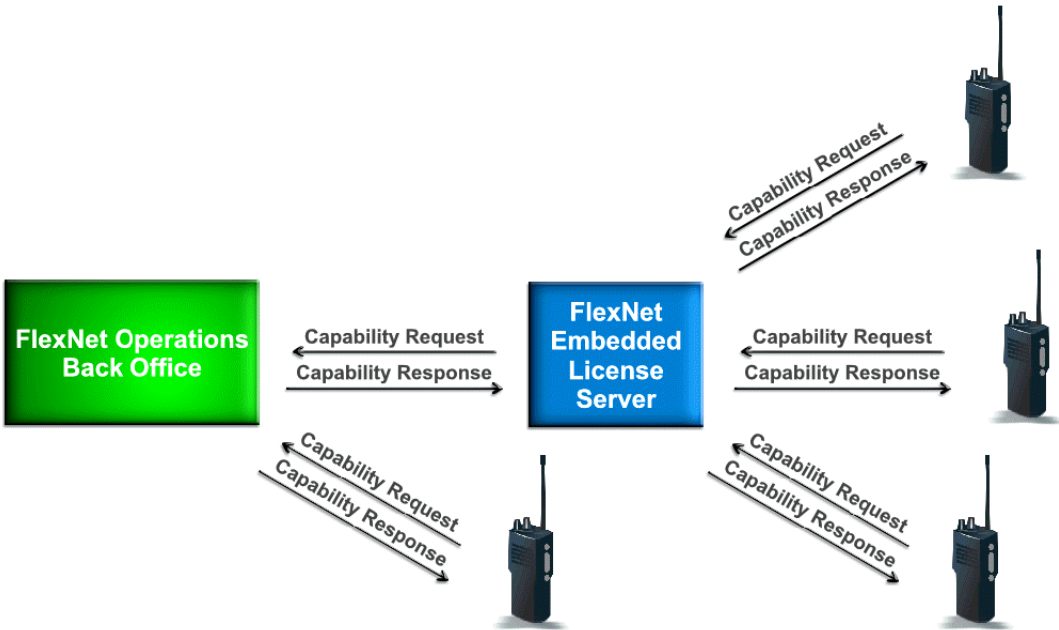 Capability Request
Capability Response
FlexNet Operations
Back Office
Capability Request
Capability Response
FlexNet
Embedded
License
Server
Capability Request
Capability Response
Capability Request
Capability Response
Capability Request
Capability Response